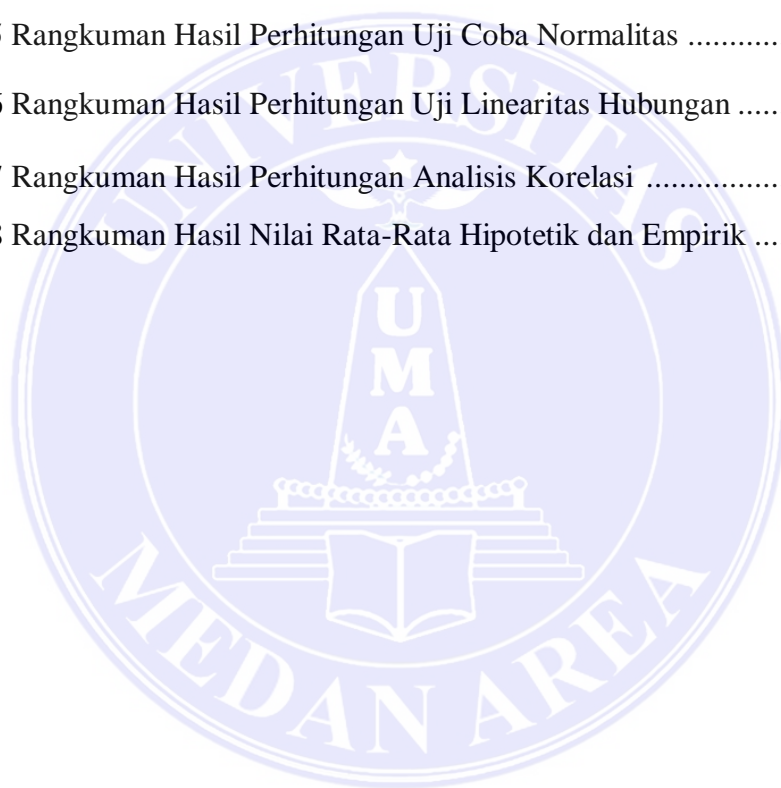 5 Rangkuman Hasil Perhitungan Uji Coba Normalitas ...........
6 Rangkuman Hasil Perhitungan Uji Linearitas Hubungan .....
7 Rangkuman Hasil Perhitungan Analisis Korelasi ................
8 Rangkuman Hasil Nilai Rata-Rata Hipotetik dan Empirik ...
UNIVERSITAS
U
M
A
MEDAN AREA